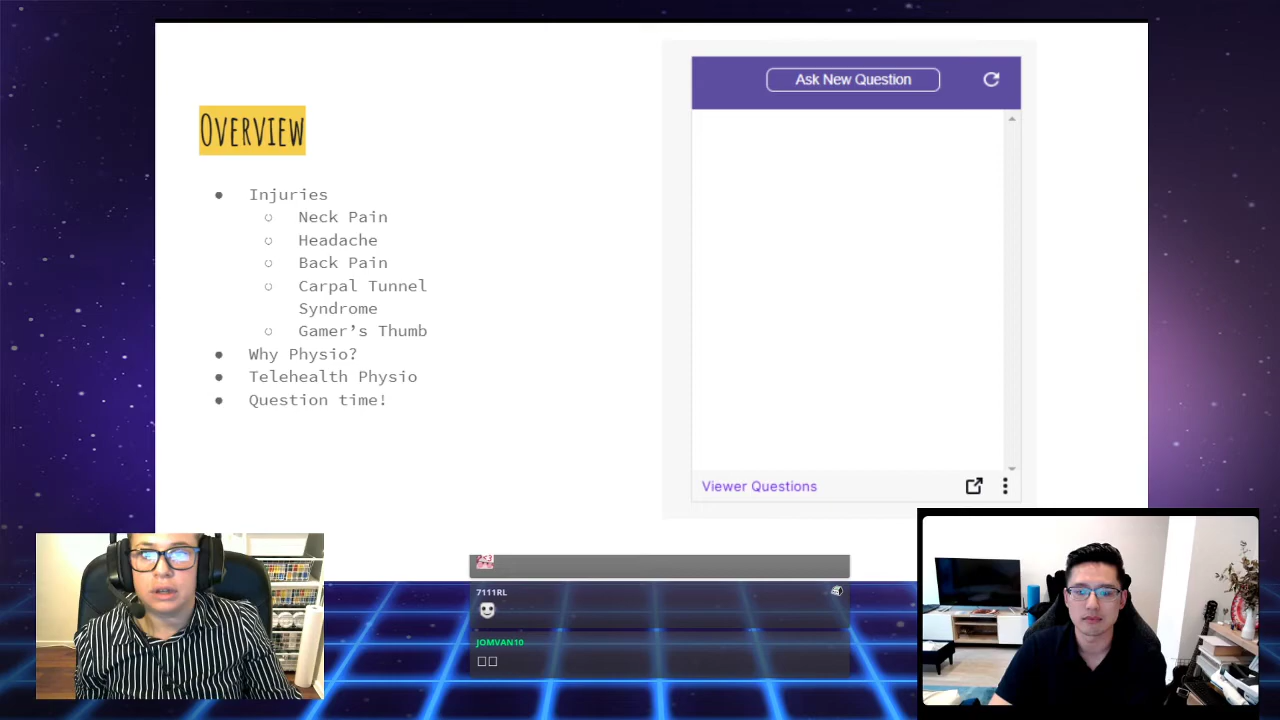 Overview
● Injuries
○ Neck Pain
○ Headache
○ Back Pain
○ Carpal Tunnel
Syndrome
○ Gamer’s Thumb
● Why Physio?
● Telehealth Physio
● Question time!
Ask New Question
Viewer Questions
7111RL
JOMVAN10